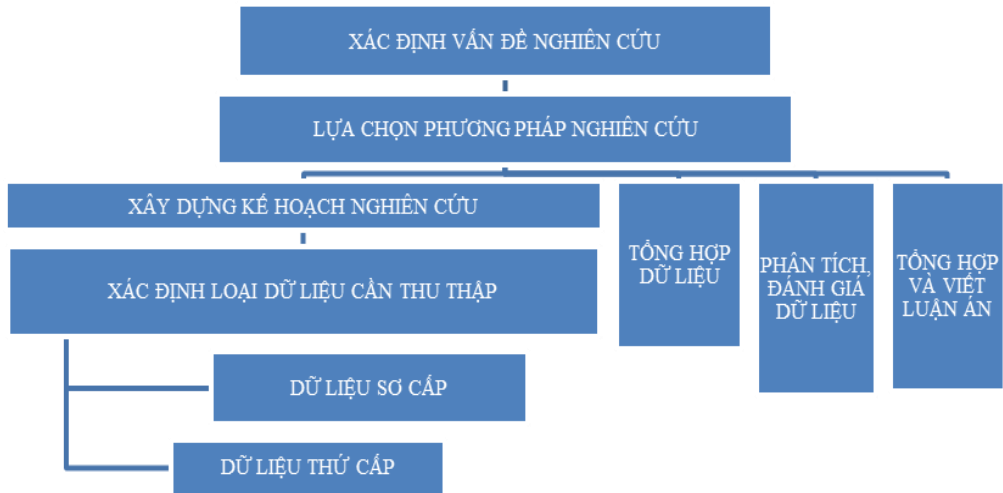 XÁC ĐỊNH VẤN ĐỀ NGHIÊN CỨU
LỰA CHỌN PHƯƠNG PHÁP NGHIÊN CỨU
XÂY DỰNG KẾ HOẠCH NGHIÊN CỨU
XÁC ĐỊNH LOẠI DỮ LIỆU CẦN THU THẬP
DỮ LIỆU SƠ CẤP
DỮ LIỆU THỨ CẤP
TỔNG HỢP
DỮ LIỆU
PHÂN TÍCH,
ĐÁNH GIÁ
DỮ LIỆU
TỔNG HỢP
VÀ VIẾT
LUẬN ÁN